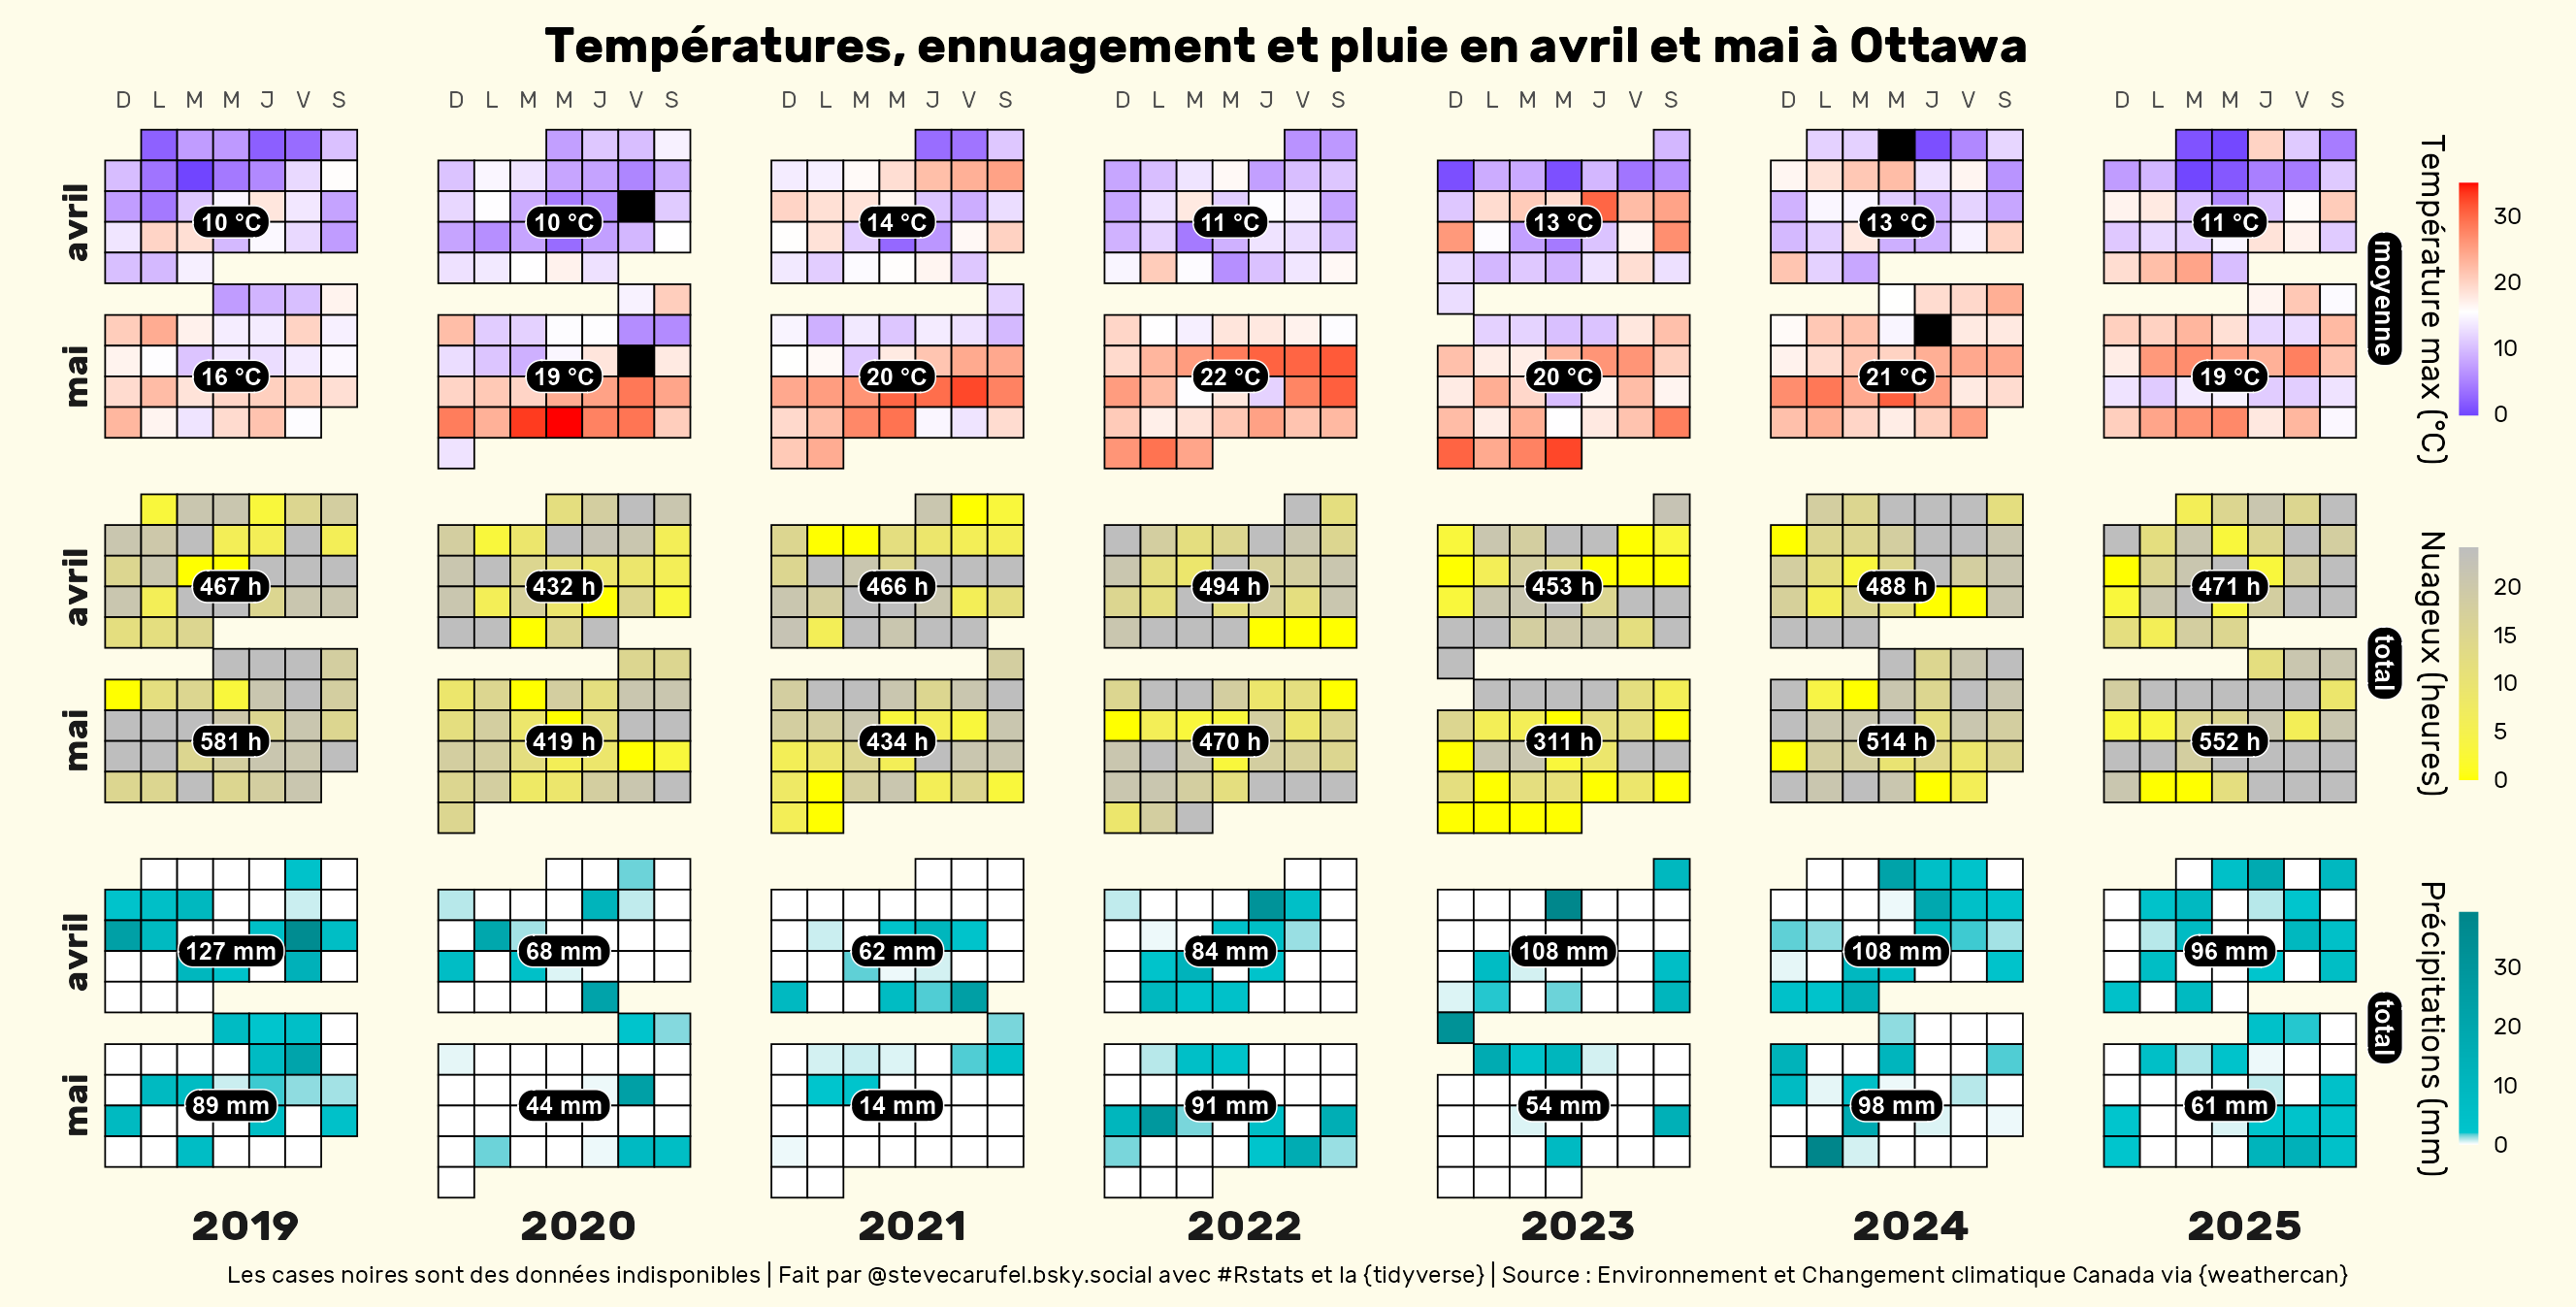 Températures, ennuagement et pluie en avril et mai à Ottawa
D L M M J V S
D L M M J V S
D L M M J V S
D L M M J V S
D L M M J V S
D L M M J V S
D L M M J V S
avril
10 °C
10 °C
14 °C
11 °C
13 °C
13 °C
11 °C
mai
16 °C
19 °C
20 °C
22 °C
20 °C
21 °C
19 °C
Température max (°C)
moyenne
30
20
10
0
avril
467 h
432 h
466 h
494 h
453 h
488 h
471 h
mai
581 h
419 h
434 h
470 h
311 h
514 h
552 h
Nuageux (heures)
total
20
15
10
5
0
avril
127 mm
68 mm
62 mm
84 mm
108 mm
108 mm
96 mm
mai
89 mm
44 mm
14 mm
91 mm
54 mm
98 mm
61 mm
Précipitations (mm)
total
30
20
10
0
2019
2020
2021
2022
2023
2024
2025
Les cases noires sont des données indisponibles | Fait par @stevecarufel.bsky.social avec #Rstats et la {tidyverse} | Source : Environnement et Changement climatique Canada via {weathercan}